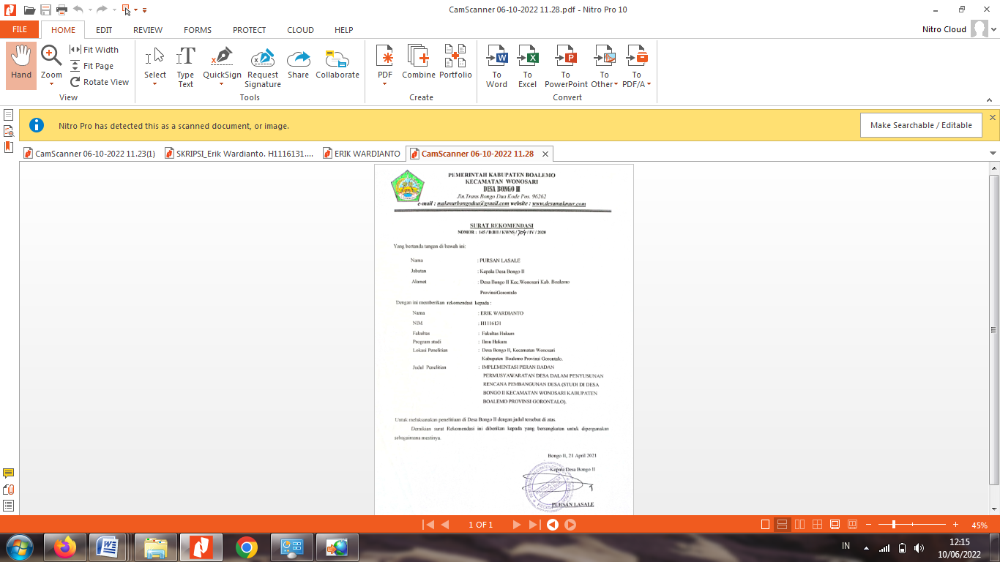 CamScanner 06-10-2022 11.28.pdf - Nitro Pro 10
FILE HOME EDIT REVIEW FORMS PROTECT CLOUD HELP
Nitro Cloud
Hand
Zoom
Fit Width
Fit Page
Rotate View
Select
Type Text
QuickSign
Request Signature
Share
Collaborate
PDF
Combine
Portfolio
To Word
To Excel
To PowerPoint
To Other
To PDF/A
View Tools Create Convert
Nitro Pro has detected this as a scanned document, or image.
Make Searchable / Editable
CamScanner 06-10-2022 11.23(1) SKRIPSI_Erik Wardianto. H1116131.... ERIK WARDIANTO CamScanner 06-10-2022 11.28
PEMERINTAH KABUPATEN BOALEMO
KECAMATAN WONOSARI
DESA BONGO II
Jln.Trans Bongo Dua Kode Pos. 96262
e-mail : makmurbongodua@gmail.com website : www.desamakmur.com
SURAT REKOMENDASI
NOMOR : 145 / D.BII / KWNS / 704 / IV / 2020
Yang bertanda tangan di bawah ini:
Nama : PURSAN LASALE
Jabatan : Kepala Desa Bongo II
Alamat : Desa Bongo II Kec.Wonosari Kab. Boalemo
ProvinsiGorontalo
Dengan ini memberikan rekomendasi kepada :
Nama : ERIK WARDIANTO
NIM : H1116131
Fakultas : Fakultas Hukum
Program studi : Ilmu Hukum
Lokasi Penelitian : Desa Bongo II, Kecamatan Wonosari
Kabupaten Boalemo Provinsi Gorontalo.
Judul Penelitian : IMPLEMENTASI PERAN BADAN
PERMUSYAWARATAN DESA DALAM PENYUSUNAN
RENCANA PEMBANGUNAN DESA (STUDI DI DESA
BONGO II KECAMATAN WONOSARI KABUPATEN
BOALEMO PROVINSI GORONTALO).
Untuk melaksanakan penelitiaan di Desa Bongo II dengan judul tersebut di atas.
Demikian surat Rekomendasi ini diberikan kepada yang bersangkutan untuk dipergunakan
sebagaimana mestinya.
Bongo II, 21 April 2021
Kepala Desa Bongo II
KEPALA DESA
BONGO DUA
PURSAN LASALE
1 OF 1
45%
IN
12:15
10/06/2022